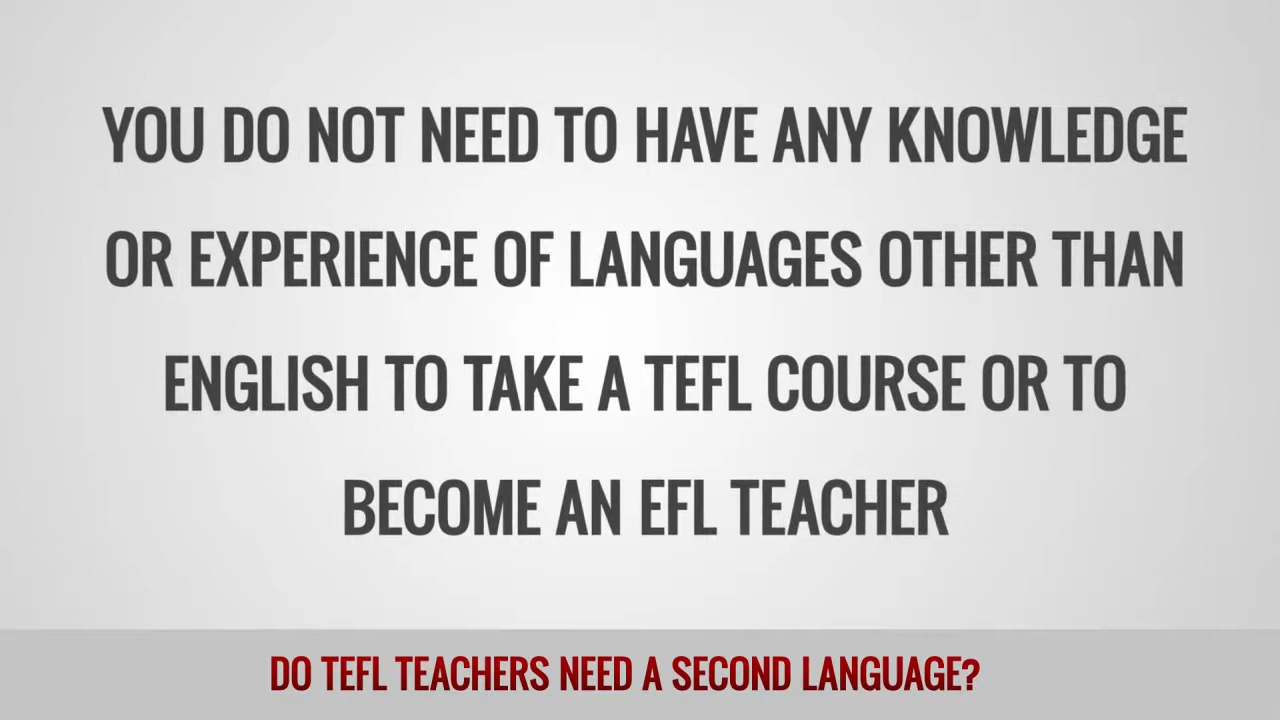 YOU DO NOT NEED TO HAVE ANY KNOWLEDGE
OR EXPERIENCE OF LANGUAGES OTHER THAN
ENGLISH TO TAKE A TEFL COURSE OR TO
BECOME AN EFL TEACHER
DO TEFL TEACHERS NEED A SECOND LANGUAGE?